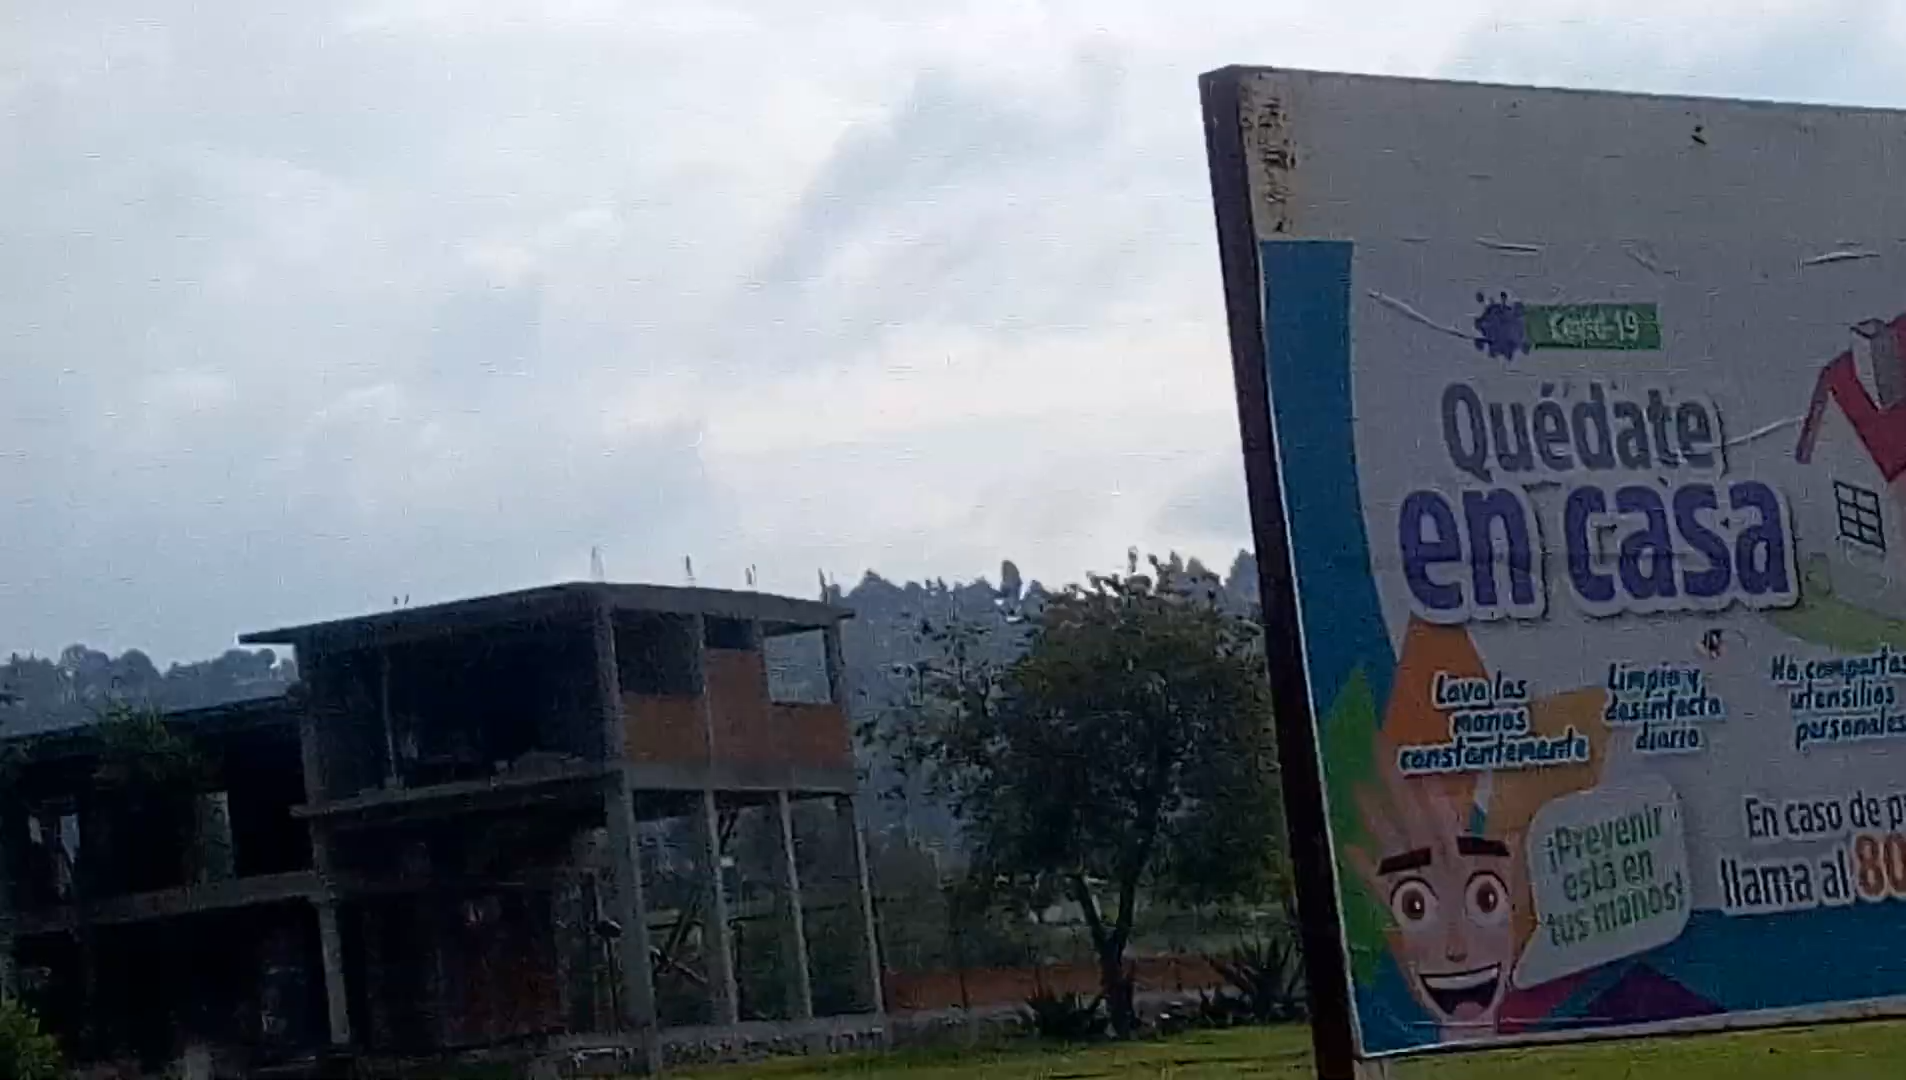 Covid-19
Quédate
en casa
Lava las
manos
constantemente
Limpia y
desinfecta
diario
No compartas
utensilios
personales
¡Prevenir
está en
tus manos!
En caso de
llama al 80